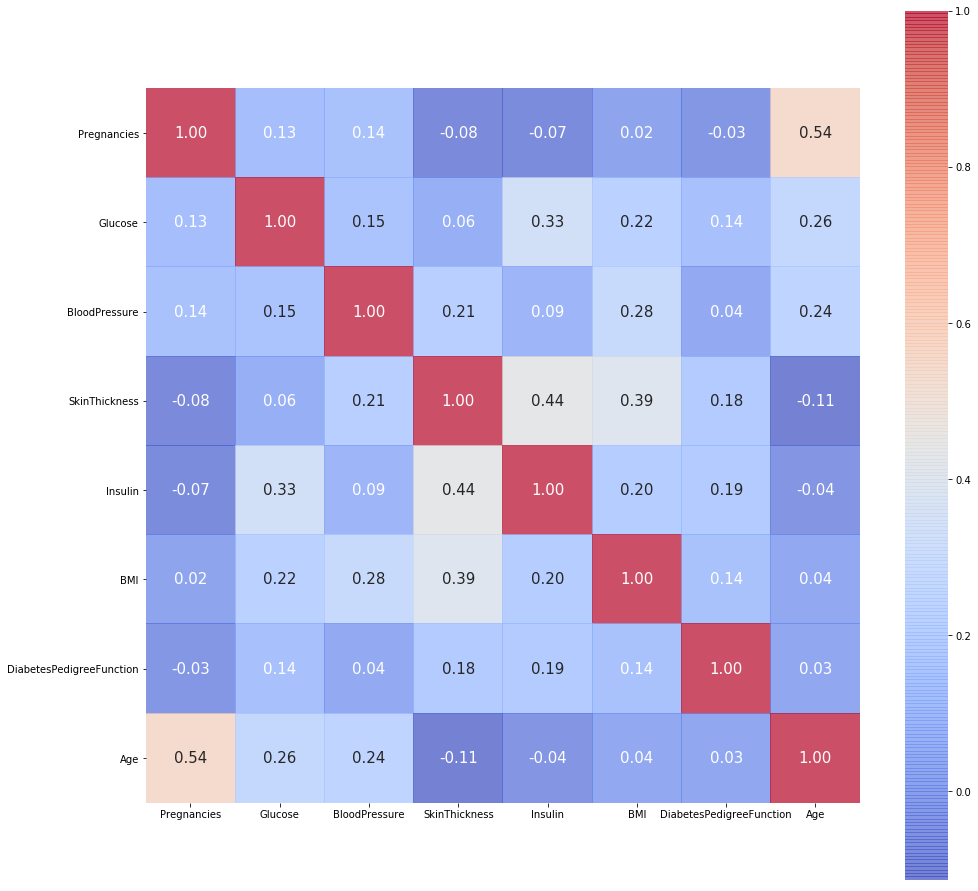 1.0
Pregnancies 1.00 0.13 0.14 -0.08 -0.07 0.02 -0.03 0.54
0.8
Glucose 0.13 1.00 0.15 0.06 0.33 0.22 0.14 0.26
BloodPressure 0.14 0.15 1.00 0.21 0.09 0.28 0.04 0.24
0.6
SkinThickness -0.08 0.06 0.21 1.00 0.44 0.39 0.18 -0.11
0.4
Insulin -0.07 0.33 0.09 0.44 1.00 0.20 0.19 -0.04
BMI 0.02 0.22 0.28 0.39 0.20 1.00 0.14 0.04
0.2
DiabetesPedigreeFunction -0.03 0.14 0.04 0.18 0.19 0.14 1.00 0.03
Age 0.54 0.26 0.24 -0.11 -0.04 0.04 0.03 1.00
0.0
Pregnancies Glucose BloodPressure SkinThickness Insulin BMI DiabetesPedigreeFunction Age